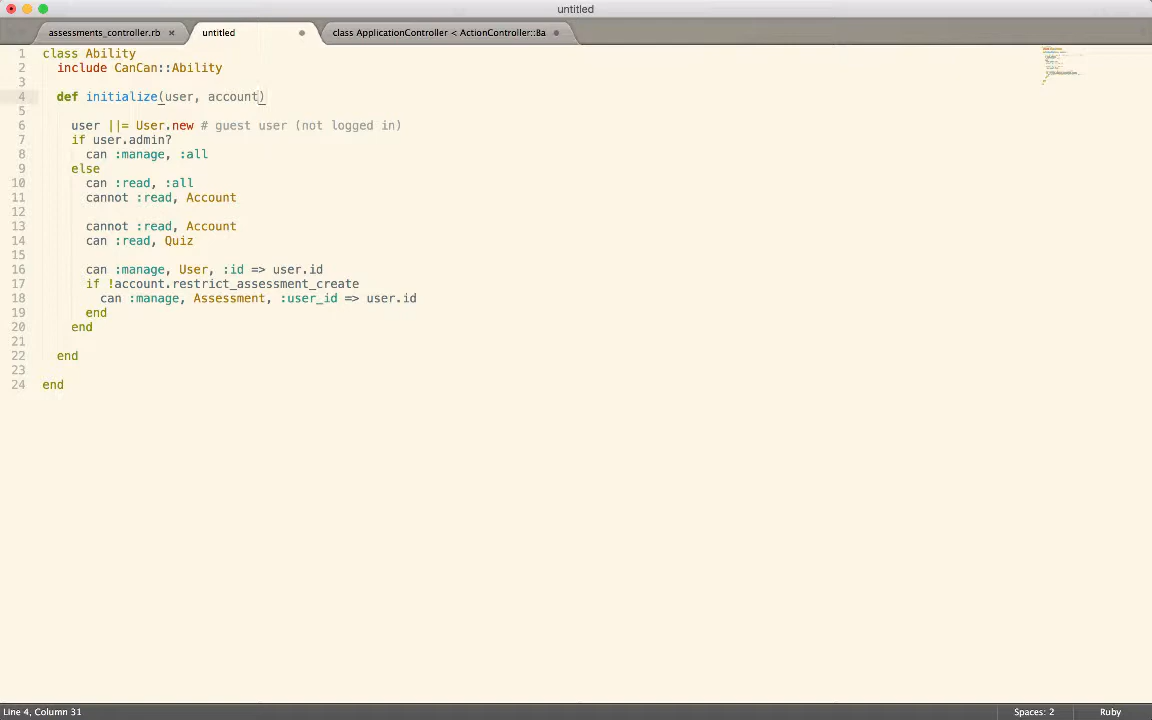 untitled
assessments_controller.rb × untitled class ApplicationController < ActionController::Ba
1 class Ability
2 include CanCan::Ability
3
4 def initialize(user, account)
5
6 user ||= User.new # guest user (not logged in)
7 if user.admin?
8 can :manage, :all
9 else
10 can :read, :all
11 cannot :read, Account
12
13 cannot :read, Account
14 can :read, Quiz
15
16 can :manage, User, :id => user.id
17 if !account.restrict_assessment_create
18 can :manage, Assessment, :user_id => user.id
19 end
20 end
21
22 end
23
24 end
Line 4, Column 31 Spaces: 2 Ruby